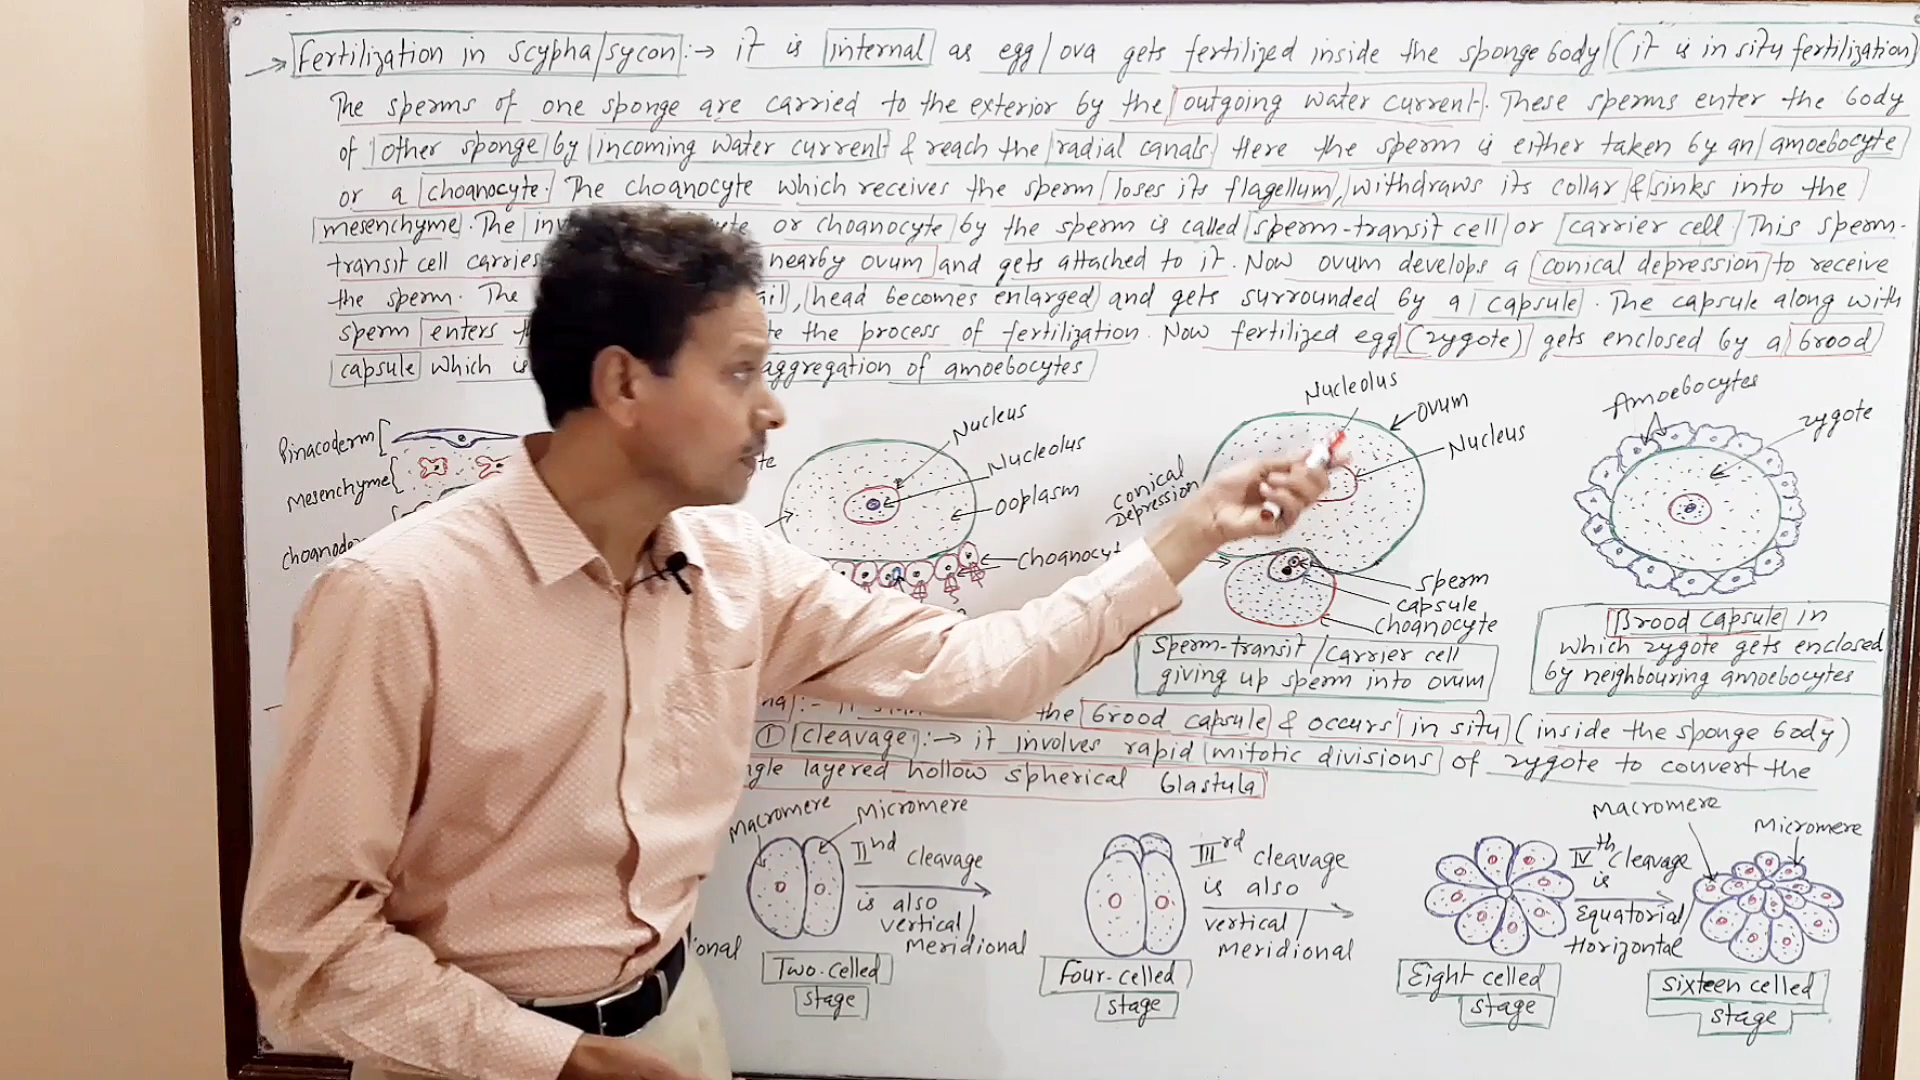 → Fertilization in scypha/sycon :→ it is internal as egg/ova gets fertilized inside the sponge body (it is in situ fertilization)
The sperms of one sponge are carried to the exterior by the outgoing water current. These sperms enter the body
of other sponge by incoming water current & reach the radial canals Here the sperm is either taken by an amoebocyte
or a choanocyte. The choanocyte which receives the sperm loses its flagellum, withdraws its collar & sinks into the
mesenchyme. The or choanocyte by the sperm is called sperm-transit cell or carrier cell This sperm-
transit cell carries nearby ovum and gets attached to it. Now ovum develops a conical depression to receive
the sperm. The head becomes enlarged and gets surrounded by a capsule. The capsule along with
sperm enters the process of fertilization. Now fertilized egg (zygote) gets enclosed by a brood
capsule which is aggregation of amoebocytes
Pinacoderm
Mesenchyme
Nucleus
Nucleolus
ooplasm
Nucleolus
ovum
Nucleus
conical
Depression
sperm
capsule
choanocyte
Sperm-transit/carrier cell
giving up sperm into ovum
Amoebocytes
zygote
Brood capsule in
which zygote gets enclosed
by neighbouring amoebocytes
the brood capsule & occurs in situ (inside the sponge body)
① cleavage :→ it involves rapid mitotic divisions of zygote to convert the
layered hollow spherical blastula
Macromere
Micromere
IInd cleavage
is also
vertical/
Meridional
Two-celled
stage
IIIrd cleavage
is also
vertical/
meridional
Four-celled
stage
IVth cleavage
is
Equatorial/
Horizontal
Eight celled
stage
Macromere
Micromere
sixteen celled
stage